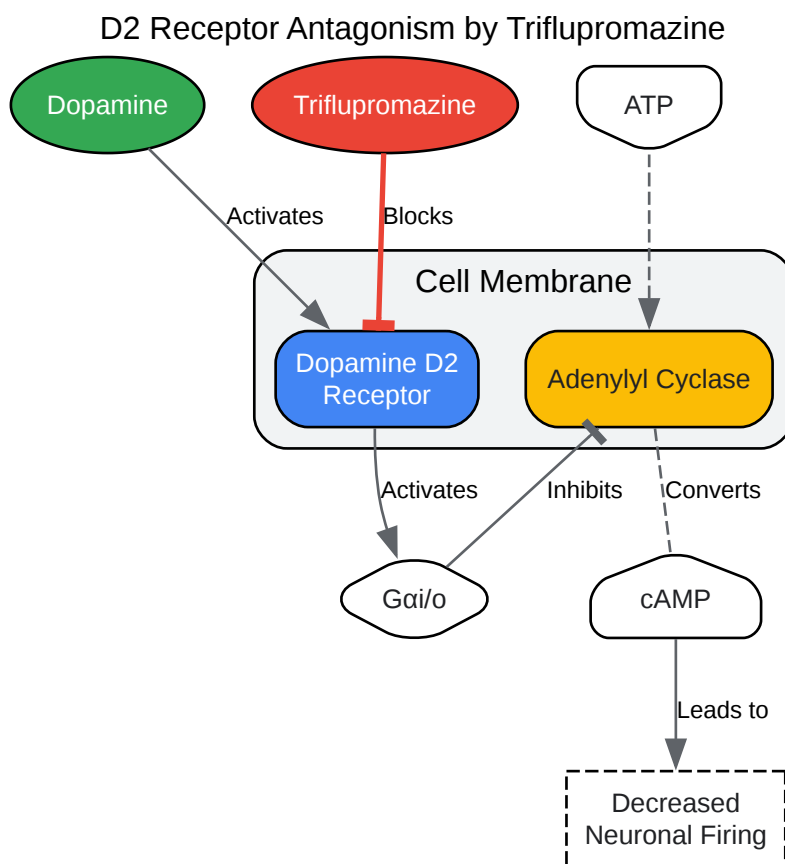 D2 Receptor Antagonism by Triflupromazine
Dopamine
Triflupromazine
ATP
Activates
Blocks
Cell Membrane
Dopamine D2
Receptor
Adenylyl Cyclase
Activates
Inhibits
Converts
Gαi/o
cAMP
Leads to
Decreased
Neuronal Firing